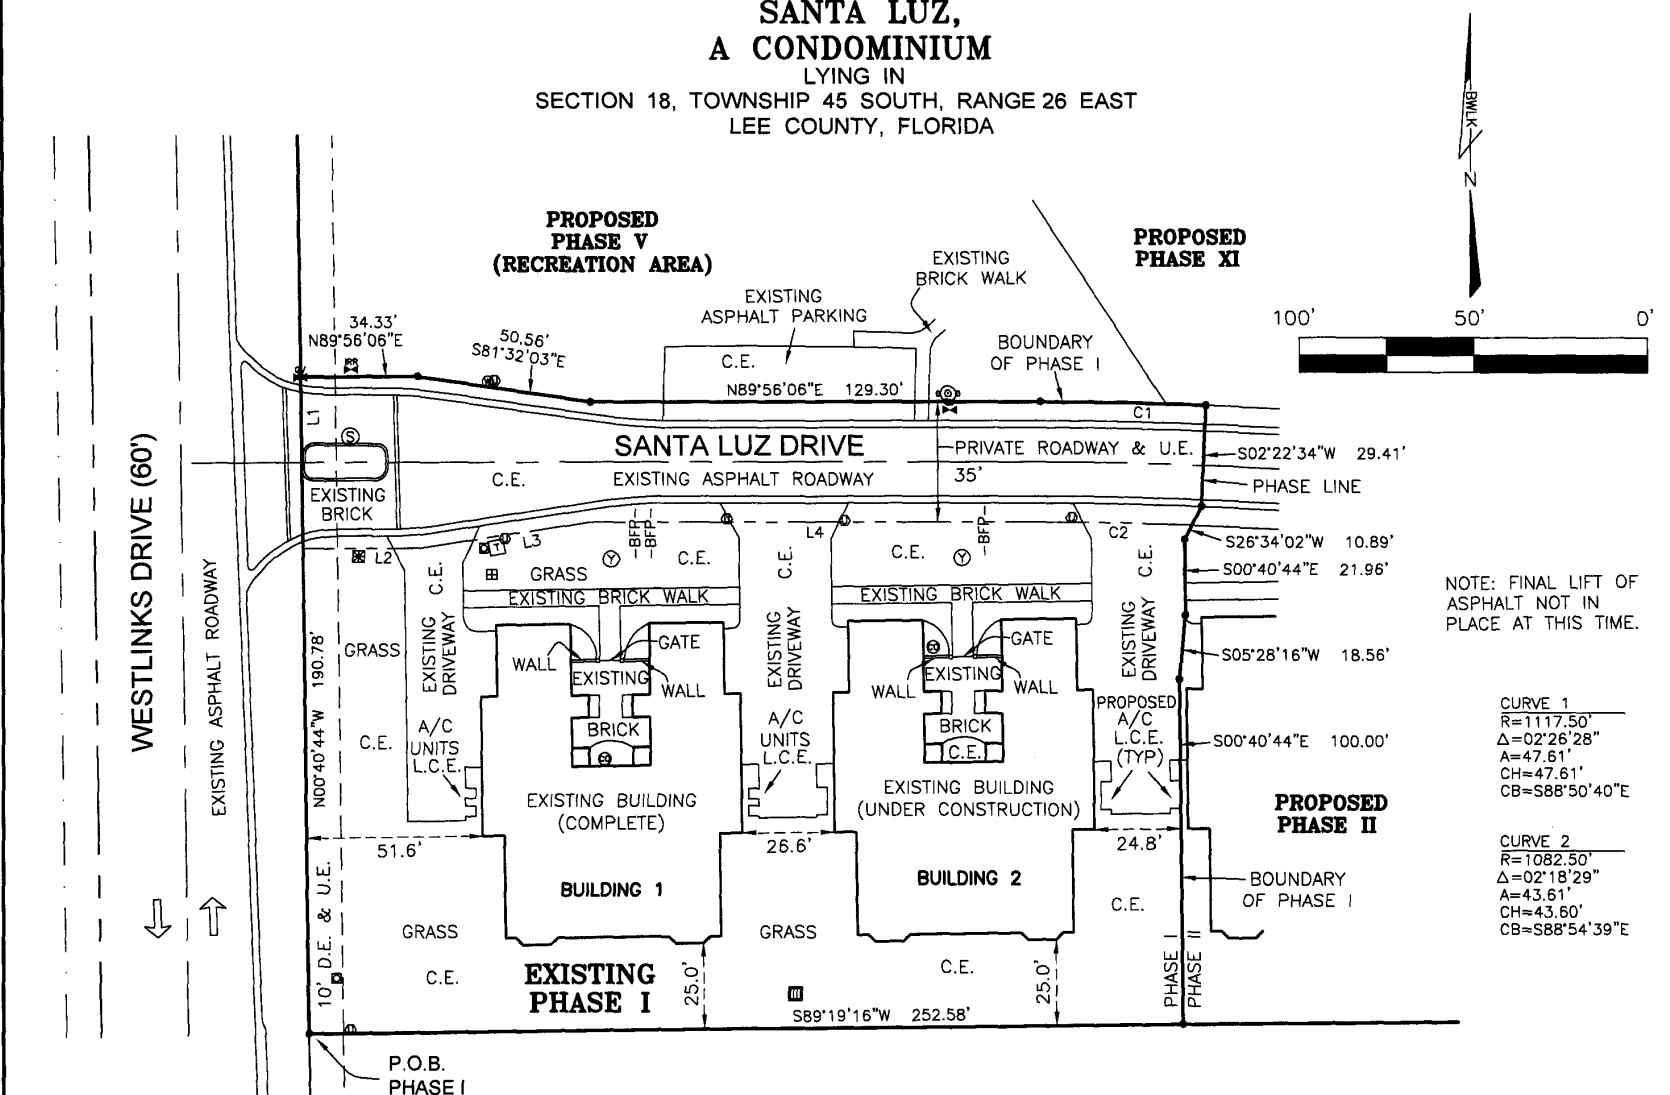 SANTA LUZ,
A CONDOMINIUM
LYING IN
SECTION 18, TOWNSHIP 45 SOUTH, RANGE 26 EAST
LEE COUNTY, FLORIDA
BWLK
N
PROPOSED
PHASE V
(RECREATION AREA)
PROPOSED
PHASE XI
EXISTING
BRICK WALK
EXISTING
ASPHALT PARKING
100'
50'
0'
34.33'
N89°56'06"E
50.56'
S81°32'03"E
C.E.
BOUNDARY
OF PHASE I
N89°56'06"E 129.30'
C1
L1
S
SANTA LUZ DRIVE
PRIVATE ROADWAY & U.E.
S02°22'34"W 29.41'
C.E.
EXISTING ASPHALT ROADWAY
35'
PHASE LINE
EXISTING
BRICK
WESTLINKS DRIVE (60')
EXISTING ASPHALT ROADWAY
L2
T
L3
BFP
BFP
L4
BFP
C2
S26°34'02"W 10.89'
Y
C.E.
C.E.
Y
S00°40'44"E 21.96'
GRASS
C.E.
EXISTING
DRIVEWAY
C.E.
EXISTING
DRIVEWAY
C.E.
EXISTING
DRIVEWAY
EXISTING BRICK WALK
EXISTING BRICK WALK
NOTE: FINAL LIFT OF
ASPHALT NOT IN
PLACE AT THIS TIME.
N00°40'44"W 190.78'
GRASS
WALL
GATE
EXISTING
WALL
BRICK
GATE
EXISTING
WALL
WALL
BRICK
C.E.
S05°28'16"W 18.56'
C.E.
A/C
UNITS
L.C.E.
A/C
UNITS
L.C.E.
PROPOSED
A/C
L.C.E.
(TYP)
S00°40'44"E 100.00'
CURVE 1
R=1117.50'
Δ=02°26'28"
A=47.61'
CH=47.61'
CB=S88°50'40"E
EXISTING BUILDING
(COMPLETE)
EXISTING BUILDING
(UNDER CONSTRUCTION)
PROPOSED
PHASE II
51.6'
26.6'
24.8'
CURVE 2
R=1082.50'
Δ=02°18'29"
A=43.61'
CH=43.60'
CB=S88°54'39"E
BUILDING 1
BUILDING 2
BOUNDARY
OF PHASE I
10' D.E. & U.E.
GRASS
GRASS
C.E.
C.E.
C.E.
EXISTING
PHASE I
25.0'
25.0'
PHASE I
PHASE II
S89°19'16"W 252.58'
P.O.B.
PHASE I